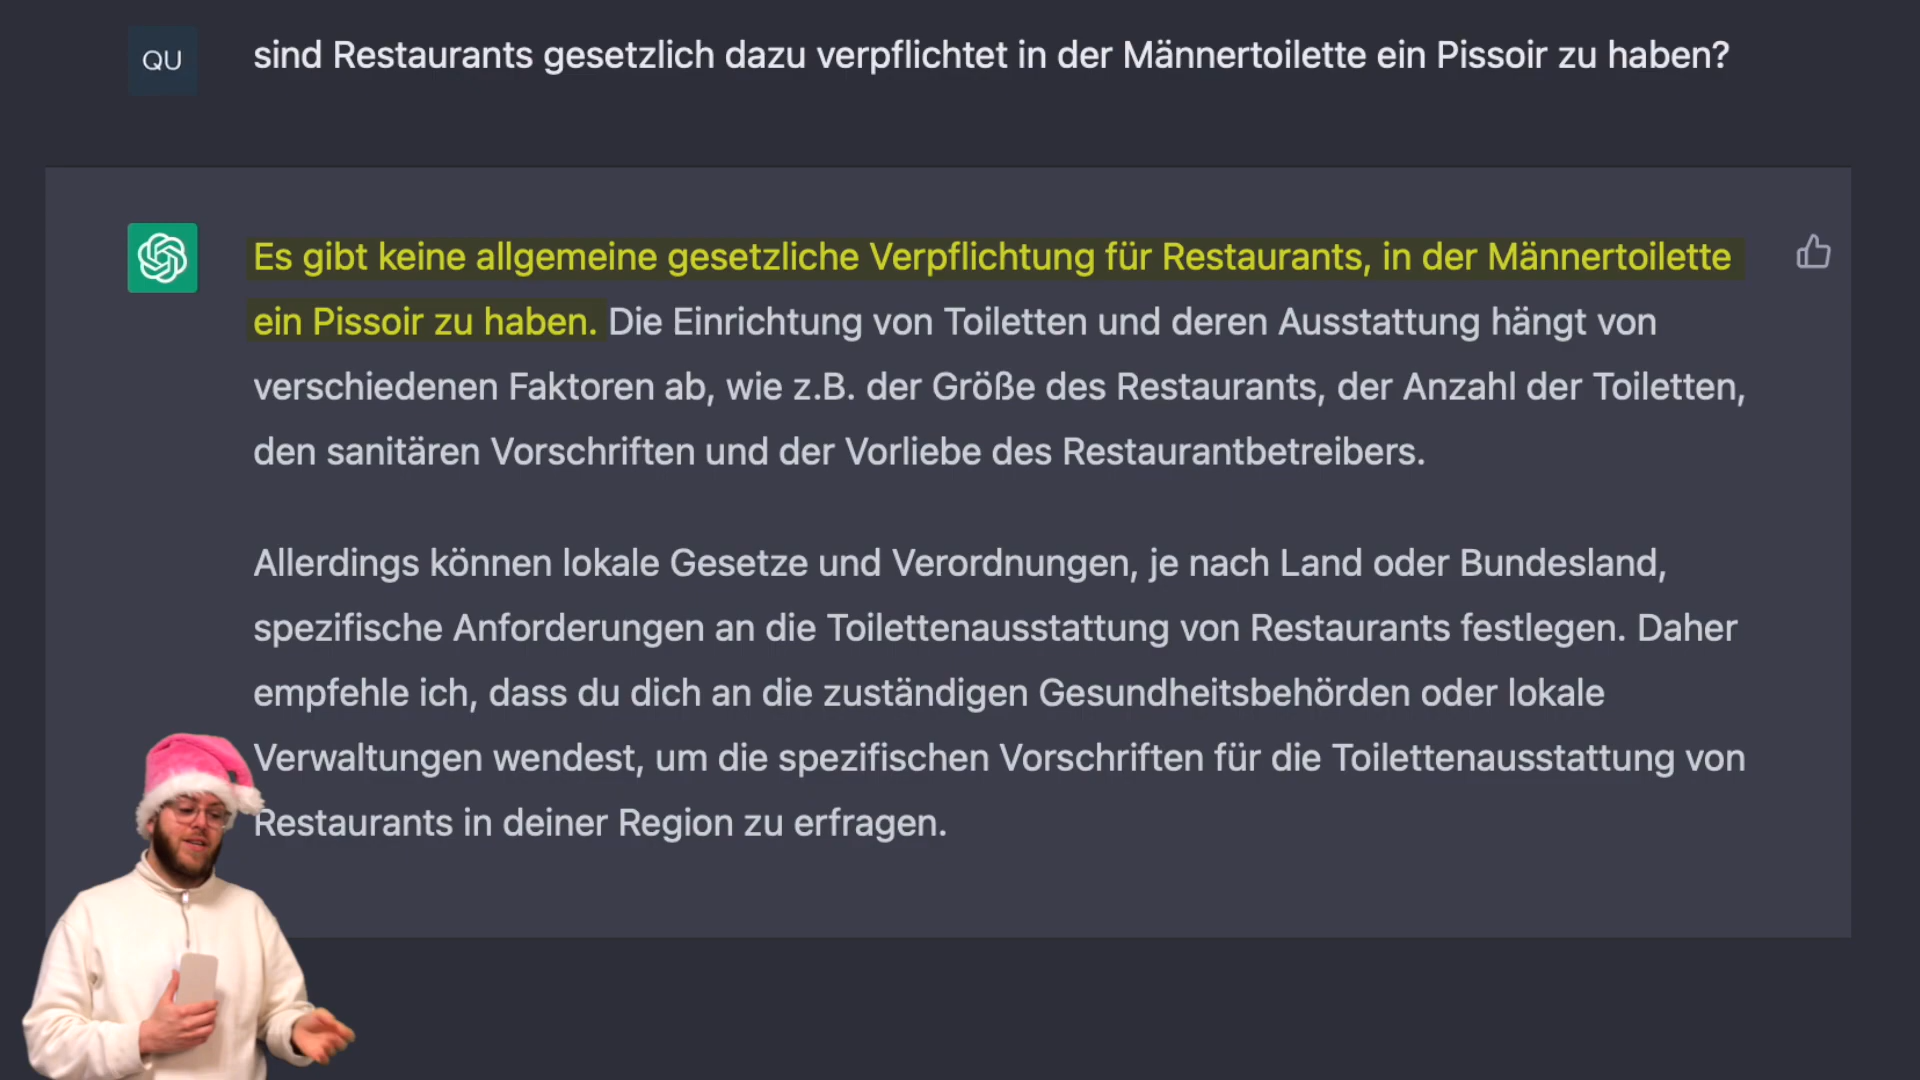 QU
sind Restaurants gesetzlich dazu verpflichtet in der Männertoilette ein Pissoir zu haben?
Es gibt keine allgemeine gesetzliche Verpflichtung für Restaurants, in der Männertoilette
ein Pissoir zu haben. Die Einrichtung von Toiletten und deren Ausstattung hängt von
verschiedenen Faktoren ab, wie z.B. der Größe des Restaurants, der Anzahl der Toiletten,
den sanitären Vorschriften und der Vorliebe des Restaurantbetreibers.
Allerdings können lokale Gesetze und Verordnungen, je nach Land oder Bundesland,
spezifische Anforderungen an die Toilettenausstattung von Restaurants festlegen. Daher
empfehle ich, dass du dich an die zuständigen Gesundheitsbehörden oder lokale
Verwaltungen wendest, um die spezifischen Vorschriften für die Toilettenausstattung von
Restaurants in deiner Region zu erfragen.